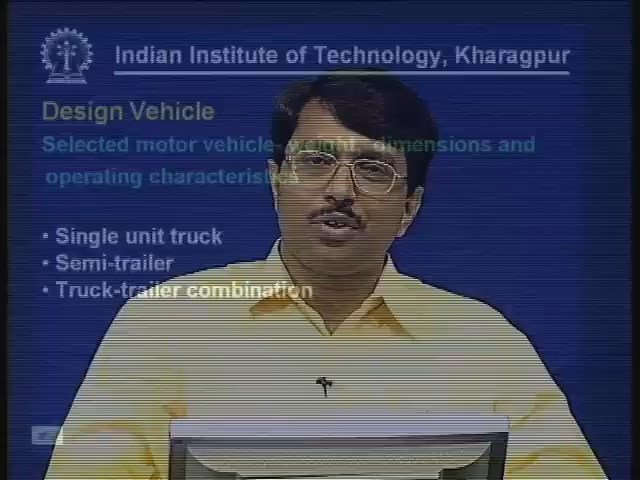 Indian Institute of Technology, Kharagpur
Design Vehicle
Selected motor vehicle- weight, dimensions and
operating characteristics
• Single unit truck
• Semi-trailer
• Truck-trailer combination